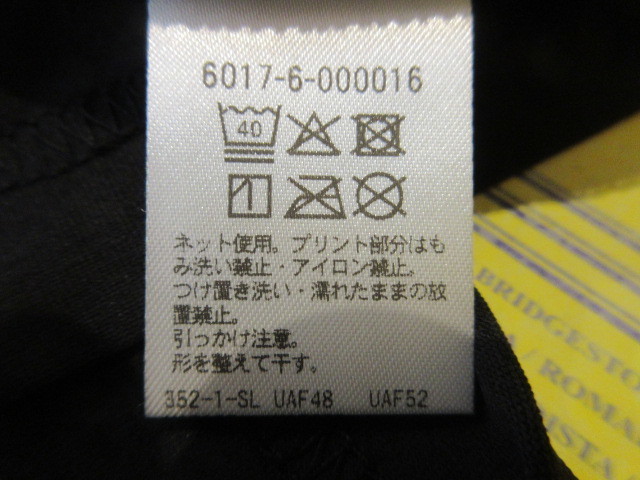 6017-6-000016
40
ネット使用。プリント部分はも
み洗い禁止・アイロン禁止。
つけ置き洗い・濡れたままの放
置禁止。
引っかけ注意。
形を整えて干す。
352-1-SL UAF48 UAF52
BRIDGESTO
A / ROMA
ISTA /